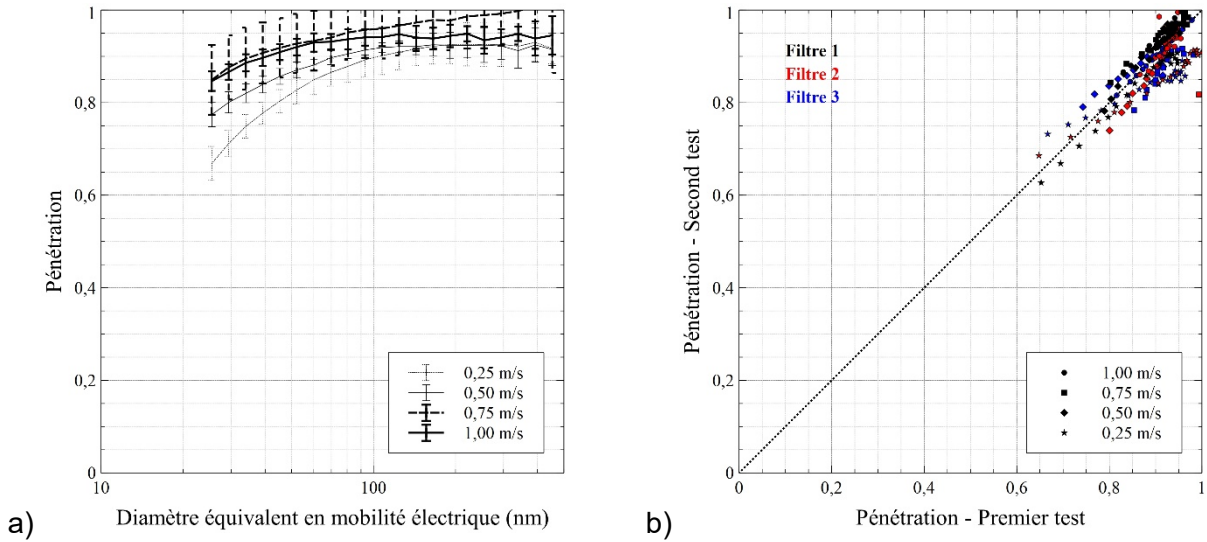 1
0,8
0,6
0,4
0,2
0
10
100
Pénétration
Diamètre équivalent en mobilité électrique (nm)
0,25 m/s
0,50 m/s
0,75 m/s
1,00 m/s
a)
1
0,8
0,6
0,4
0,2
0
0
0,2
0,4
0,6
0,8
1
Pénétration - Second test
Pénétration - Premier test
Filtre 1
Filtre 2
Filtre 3
1,00 m/s
0,75 m/s
0,50 m/s
0,25 m/s
b)